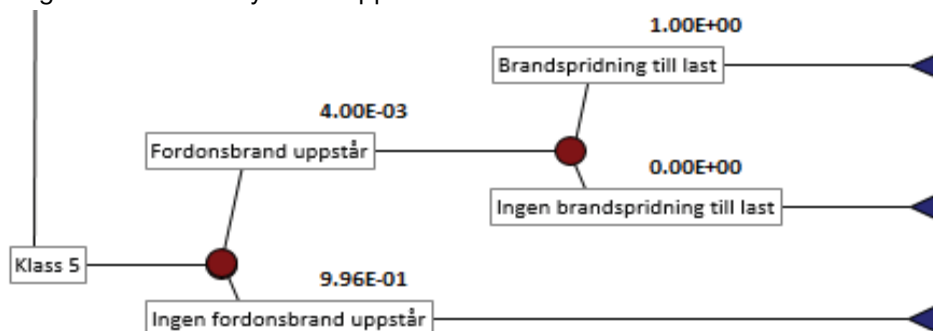 1.00E+00
Brandspridning till last
4.00E-03
Fordonsbrand uppstår
0.00E+00
Ingen brandspridning till last
Klass 5
9.96E-01
Ingen fordonsbrand uppstår